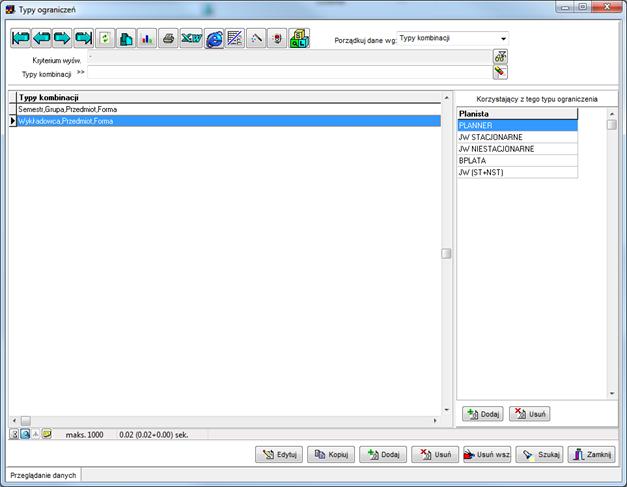 Typy ograniczeń
Porządkuj dane wg: Typy kombinacji
Kryterium wyśw. -
Typy kombinacji >>
Korzystający z tego typu ograniczenia
Typy kombinacji
Semestr,Grupa,Przedmiot,Forma
Wykładowca,Przedmiot,Forma
Planista
PLANNER
JW STACJONARNE
JW NIESTACJONARNE
BPLATA
JW (ST+NST)
Dodaj Usuń
maks. 1000 0.02 (0.02+0.00) sek.
Edytuj Kopiuj Dodaj Usuń Usuń wsz. Szukaj Zamknij
Przeglądanie danych